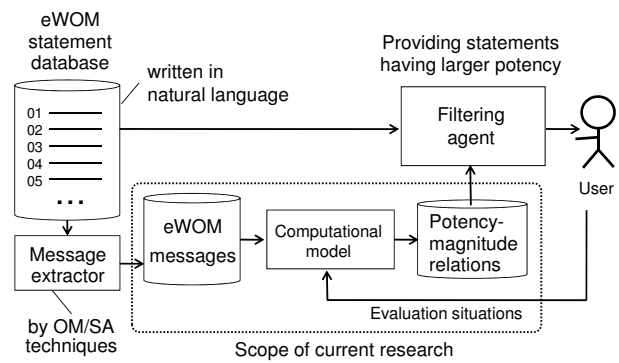 eWOM
statement
database
written in
natural language
01
02
03
04
05
...
Providing statements
having larger potency
Filtering
agent
User
Message
extractor
by OM/SA
techniques
eWOM
messages
Computational
model
Potency-
magnitude
relations
Evaluation situations
Scope of current research